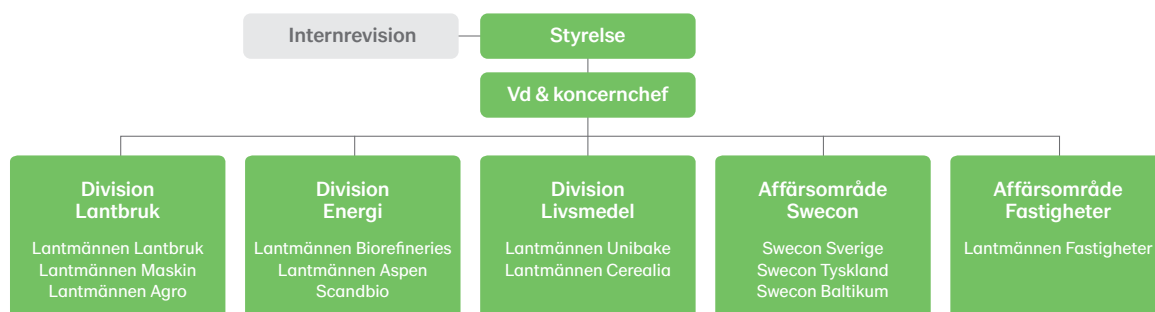 Internrevision
Styrelse
Vd & koncernchef
Division
Lantbruk
Lantmännen Lantbruk
Lantmännen Maskin
Lantmännen Agro
Division
Energi
Lantmännen Biorefineries
Lantmännen Aspen
Scandbio
Division
Livsmedel
Lantmännen Unibake
Lantmännen Cerealia
Affärsområde
Swecon
Swecon Sverige
Swecon Tyskland
Swecon Baltikum
Affärsområde
Fastigheter
Lantmännen Fastigheter